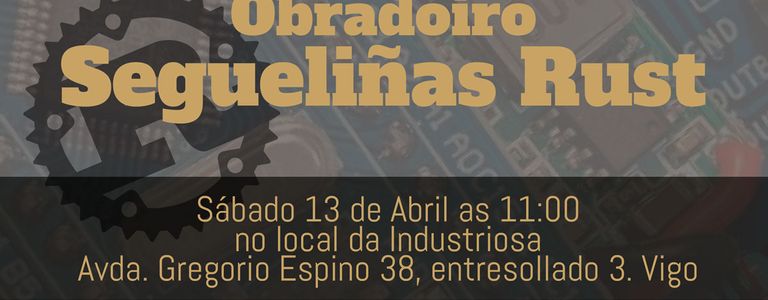 Obradoiro
Segueliñas Rust
Sábado 13 de Abril as 11:00
no local da Industriosa
Avda. Gregorio Espino 38, entresollado 3. Vigo